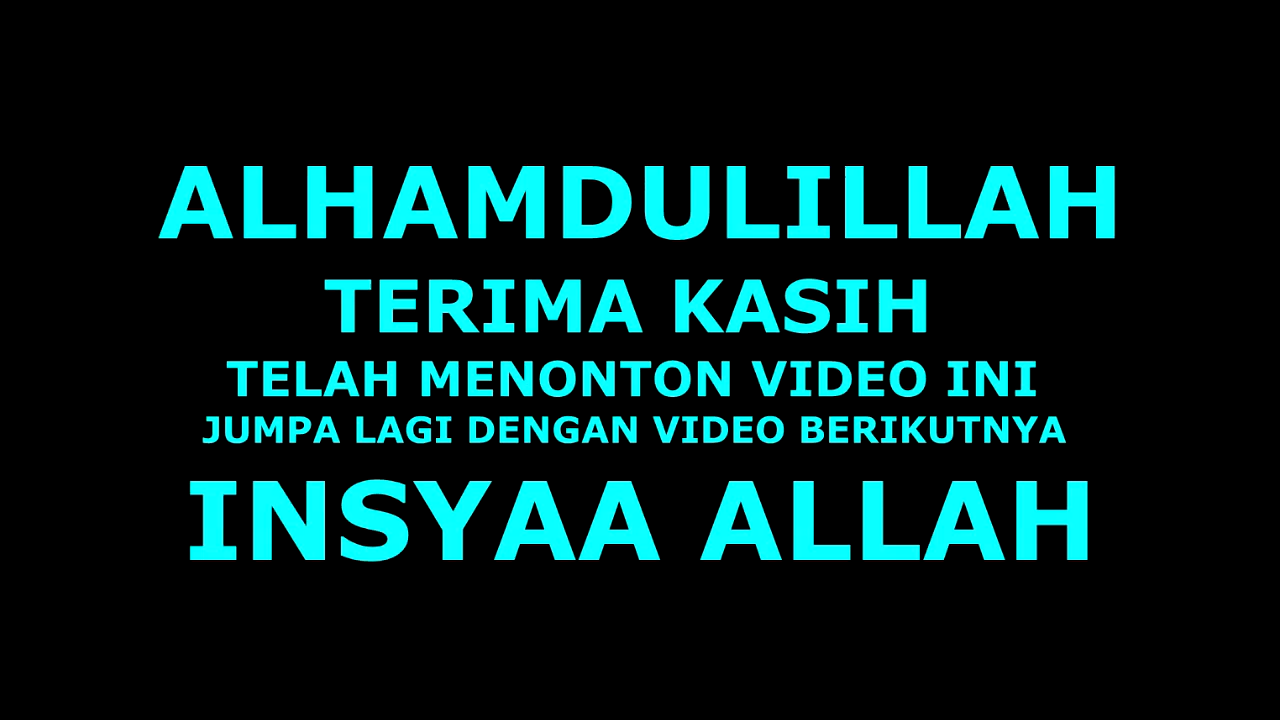 ALHAMDULILLAH
TERIMA KASIH
TELAH MENONTON VIDEO INI
JUMPA LAGI DENGAN VIDEO BERIKUTNYA
INSYAA ALLAH